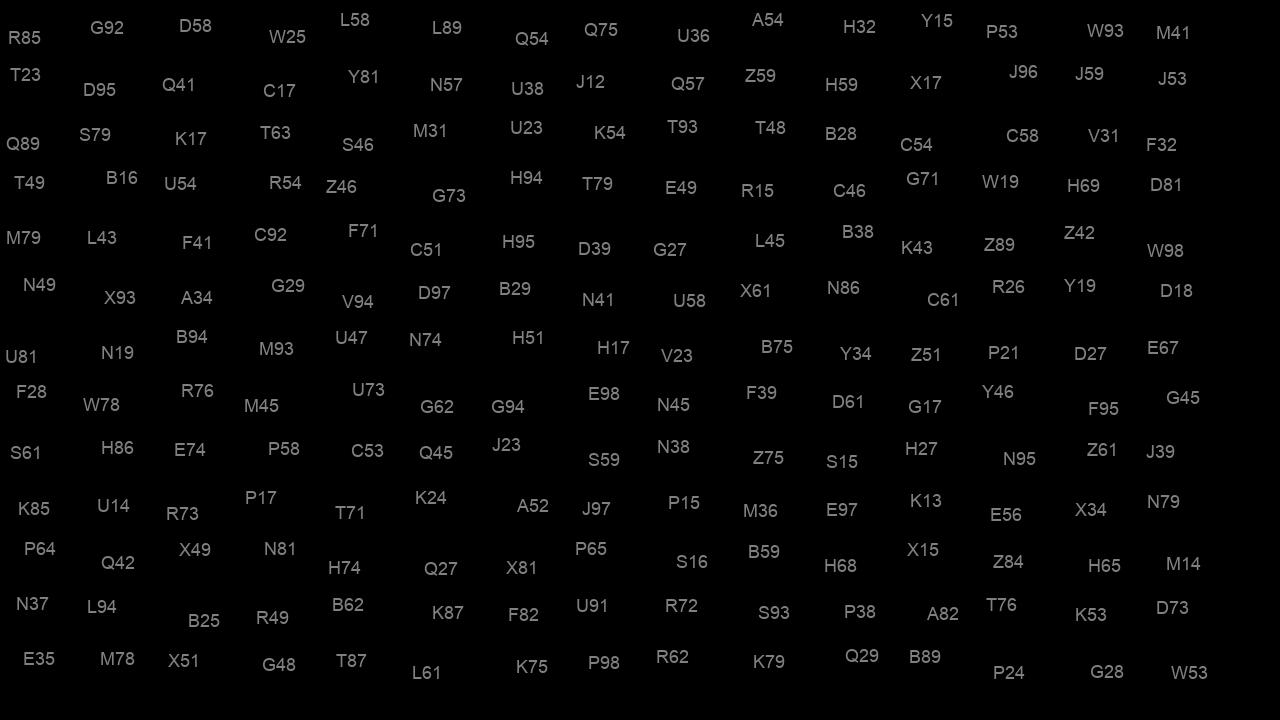 R85 G92 D58 W25 L58 L89 Q54 Q75 U36 A54 H32 Y15 P53 W93 M41
T23 D95 Q41 C17 Y81 N57 U38 J12 Q57 Z59 H59 X17 J96 J59 J53
Q89 S79 K17 T63 S46 M31 U23 K54 T93 T48 B28 C54 C58 V31 F32
T49 B16 U54 R54 Z46 G73 H94 T79 E49 R15 C46 G71 W19 H69 D81
M79 L43 F41 C92 F71 C51 H95 D39 G27 L45 B38 K43 Z89 Z42 W98
N49 X93 A34 G29 V94 D97 B29 N41 U58 X61 N86 C61 R26 Y19 D18
U81 N19 B94 M93 U47 N74 H51 H17 V23 B75 Y34 Z51 P21 D27 E67
F28 W78 R76 M45 U73 G62 G94 E98 N45 F39 D61 G17 Y46 F95 G45
S61 H86 E74 P58 C53 Q45 J23 S59 N38 Z75 S15 H27 N95 Z61 J39
K85 U14 R73 P17 T71 K24 A52 J97 P15 M36 E97 K13 E56 X34 N79
P64 Q42 X49 N81 H74 Q27 X81 P65 S16 B59 H68 X15 Z84 H65 M14
N37 L94 B25 R49 B62 K87 F82 U91 R72 S93 P38 A82 T76 K53 D73
E35 M78 X51 G48 T87 L61 K75 P98 R62 K79 Q29 B89 P24 G28 W53